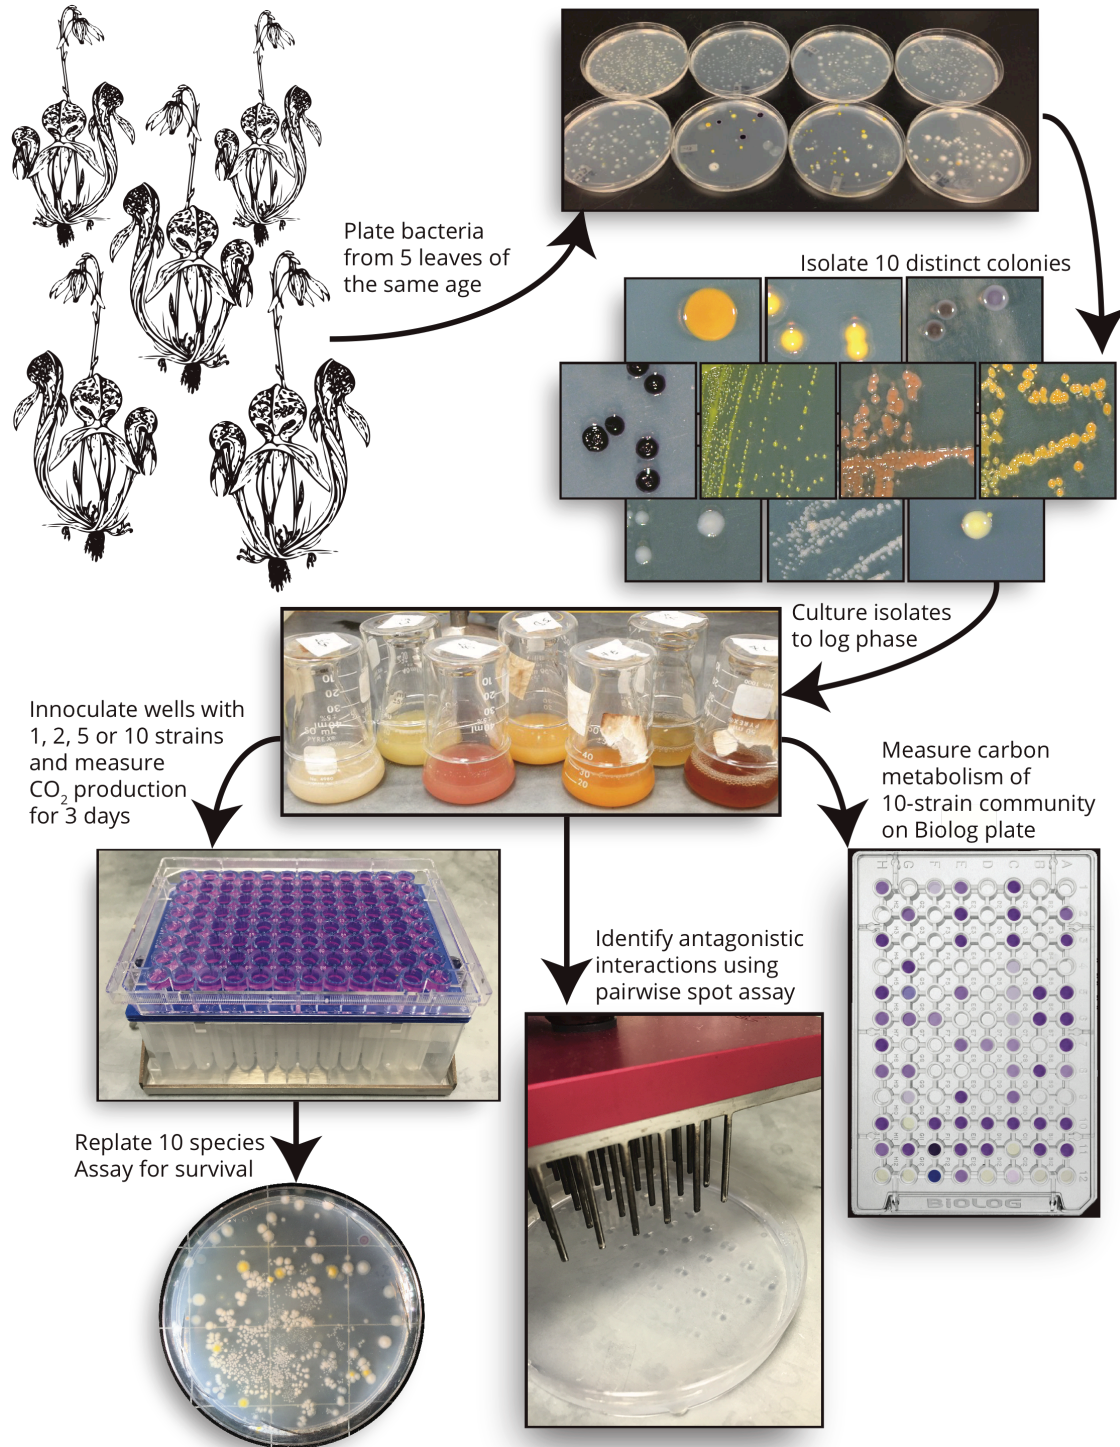 Plate bacteria
from 5 leaves of
the same age
Isolate 10 distinct colonies
Culture isolates
to log phase
Innoculate wells with
1, 2, 5 or 10 strains
and measure
CO2 production
for 3 days
Measure carbon
metabolism of
10-strain community
on Biolog plate
Identify antagonistic
interactions using
pairwise spot assay
Replate 10 species
Assay for survival
H G F E D C B A
BIOLOG